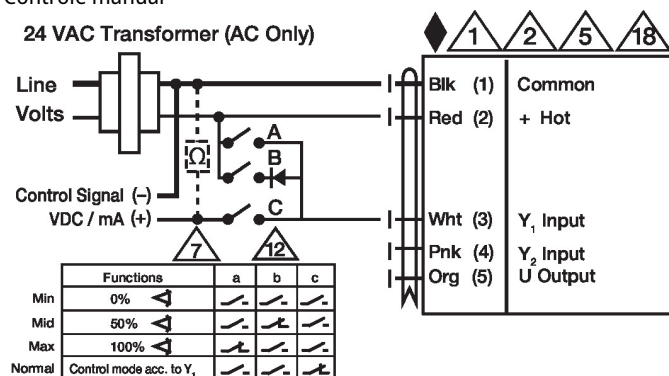 Controle manual
24 VAC Transformer (AC Only)
1 2 5 18
Line
Volts
Blk (1) Common
Red (2) + Hot
A
B
C
Ω
Control Signal (–)
VDC / mA (+)
Wht (3) Y1 Input
Pnk (4) Y2 Input
Org (5) U Output
7 12
Functions a b c
Min 0%
Mid 50%
Max 100%
Normal Control mode acc. to Y1